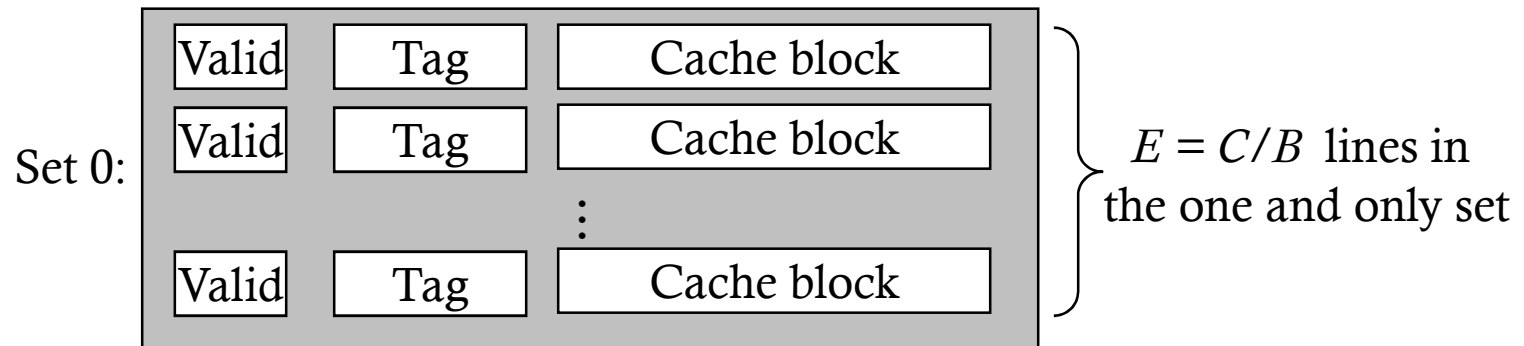 Valid Tag Cache block
Valid Tag Cache block
Set 0:
E = C/B lines in
the one and only set
⋮
Valid Tag Cache block